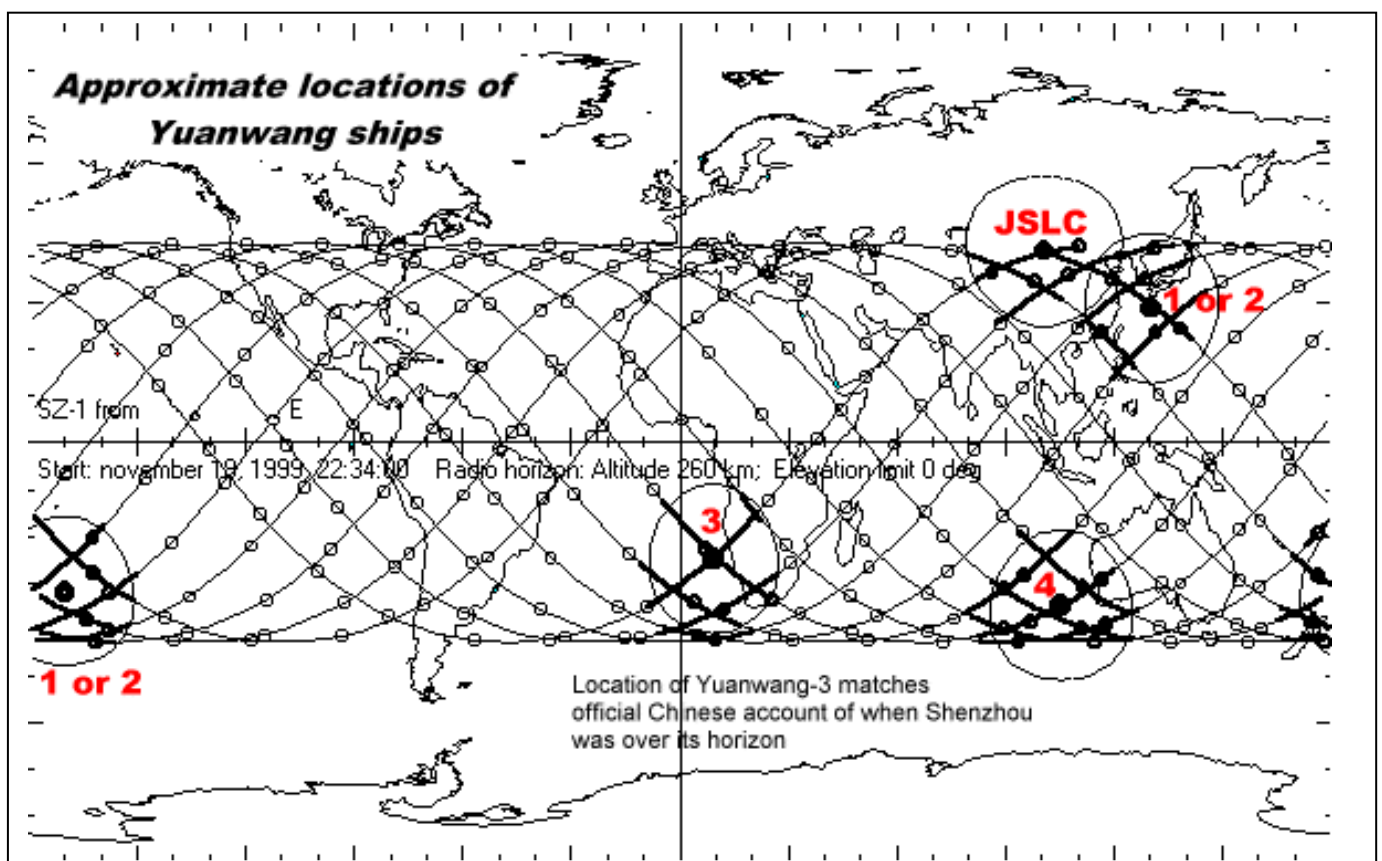 Approximate locations of
Yuanwang ships
JSLC
1 or 2
SZ-1 from E
Start: november 19, 1999, 22:34:00 Radio horizon: Altitude 260 km; Elevation limit 0 deg
3
4
1 or 2
Location of Yuanwang-3 matches
official Chinese account of when Shenzhou
was over its horizon